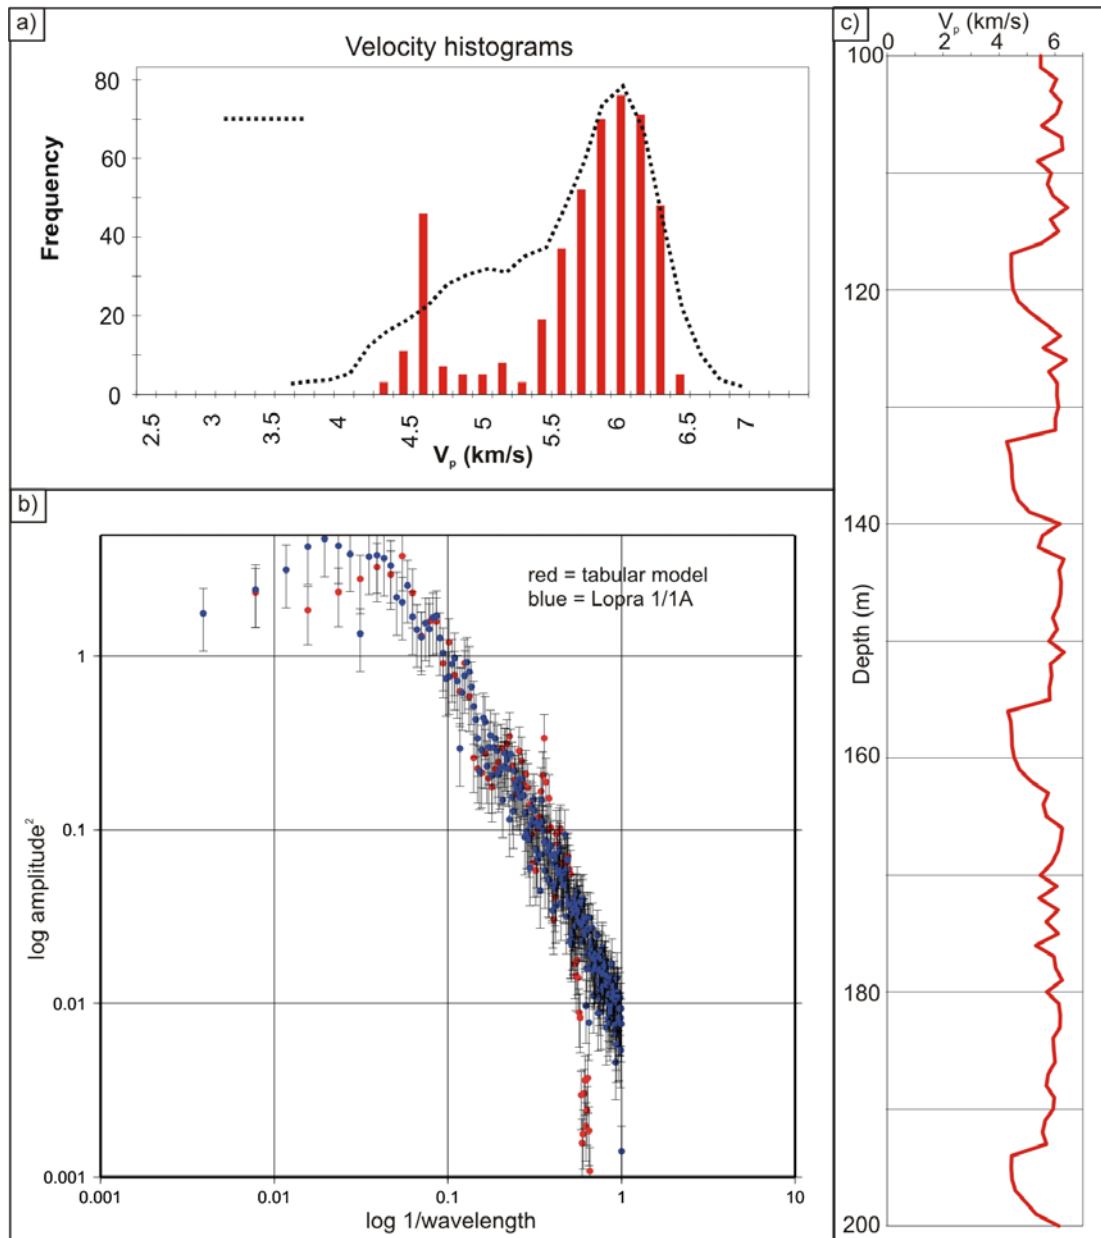 a)
Velocity histograms
Frequency
80
60
40
20
0
2.5 3 3.5 4 4.5 5 5.5 6 6.5 7
Vₚ (km/s)
b)
red = tabular model
blue = Lopra 1/1A
log amplitude²
1
0.1
0.01
0.001
0.001 0.01 0.1 1 10
log 1/wavelength
c)
Vₚ (km/s)
0 2 4 6
Depth (m)
100
120
140
160
180
200